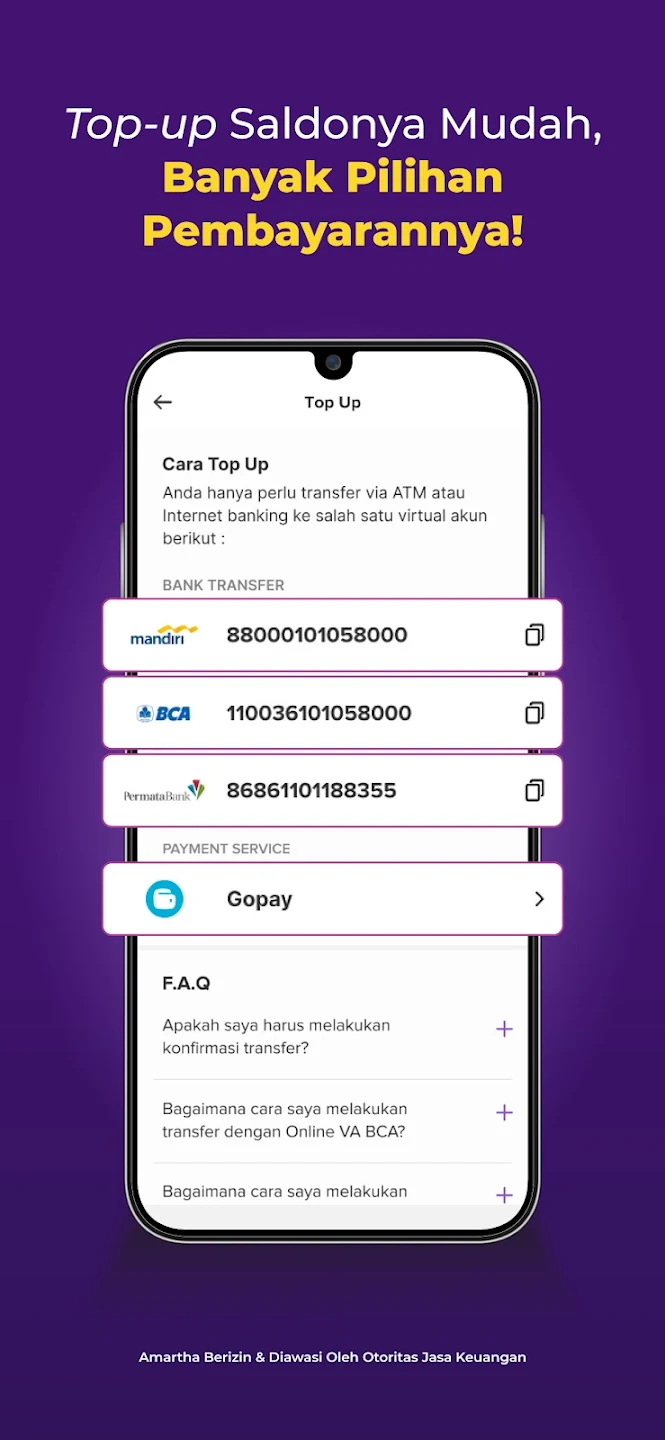 Top-up Saldonya Mudah,
Banyak Pilihan
Pembayarannya!
Top Up
Cara Top Up
Anda hanya perlu transfer via ATM atau
Internet banking ke salah satu virtual akun
berikut :
BANK TRANSFER
mandiri 88000101058000
BCA 110036101058000
PermataBank 86861101188355
PAYMENT SERVICE
Gopay
F.A.Q
Apakah saya harus melakukan
konfirmasi transfer?
Bagaimana cara saya melakukan
transfer dengan Online VA BCA?
Bagaimana cara saya melakukan
Amartha Berizin & Diawasi Oleh Otoritas Jasa Keuangan